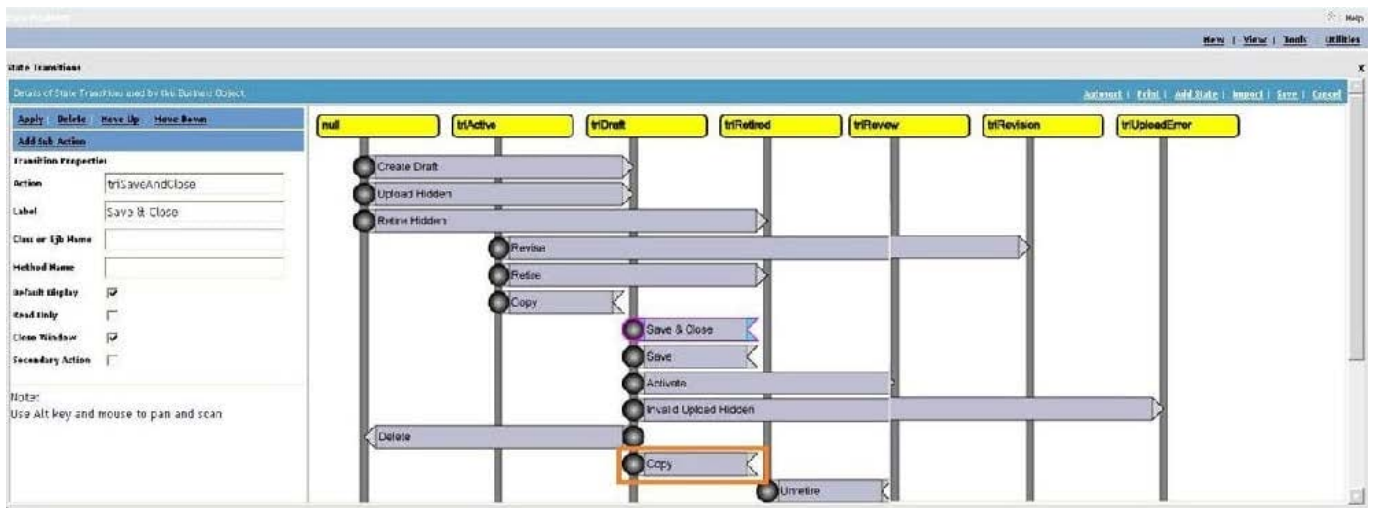 Help
New | View | Tools Utilities
State Transitions
X
Details of State Transitions used by this Business Object.
| Print | Add State | Import | Save | Cancel
Apply Delete Move Up Move Down
Add Sub Action
Transition Properties
Action triSaveAndClose
Label Save & Close
Class or Ejb Name
Method Name
Default Display
Read Only
Close Window
Secondary Action
Note:
Use Alt key and mouse to pan and scan
null triActive triDraft triRetired triReview triRevision triUploadError
Create Draft
Upload Hidden
Retire Hidden
Revise
Retire
Copy
Save & Close
Save
Activate
Invalid Upload Hidden
Delete
Copy
Unretire